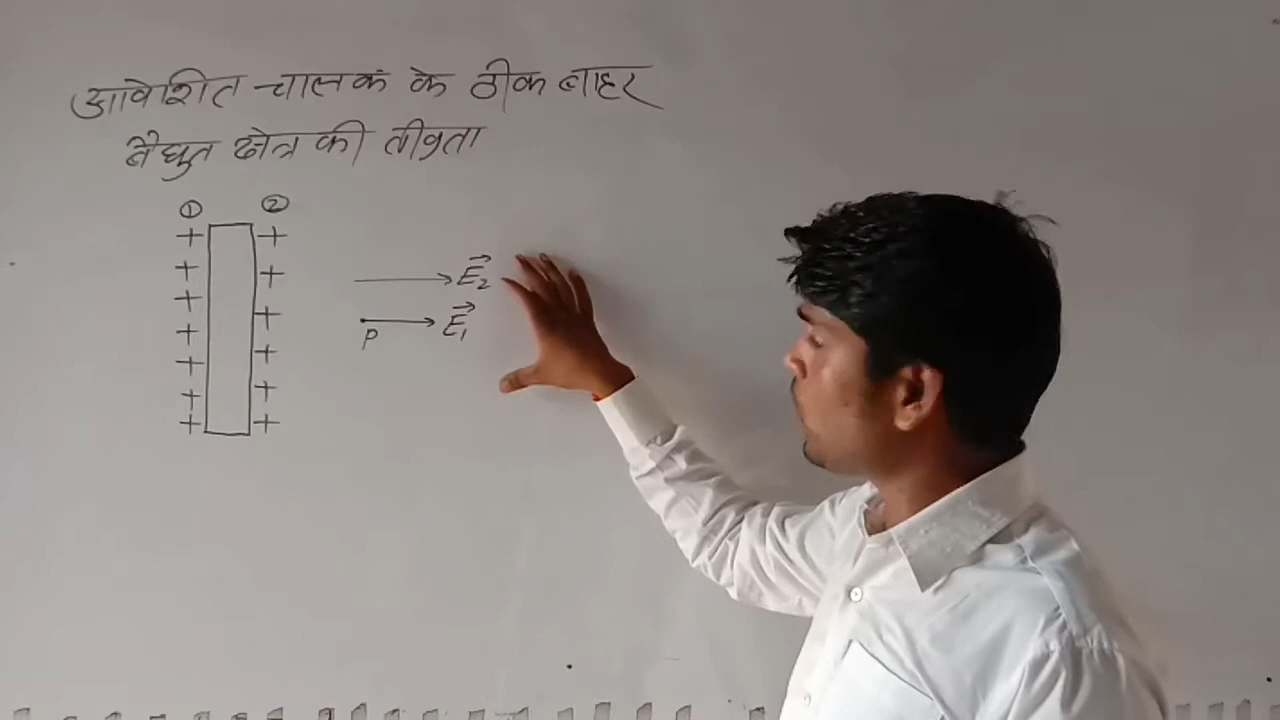 आवेशित चालक के ठीक बाहर
वैद्युत क्षेत्र की तीव्रता
① ②
+ +
+ +
+ +
+ +
+ +
+ +
+ +
E₂
P E₁